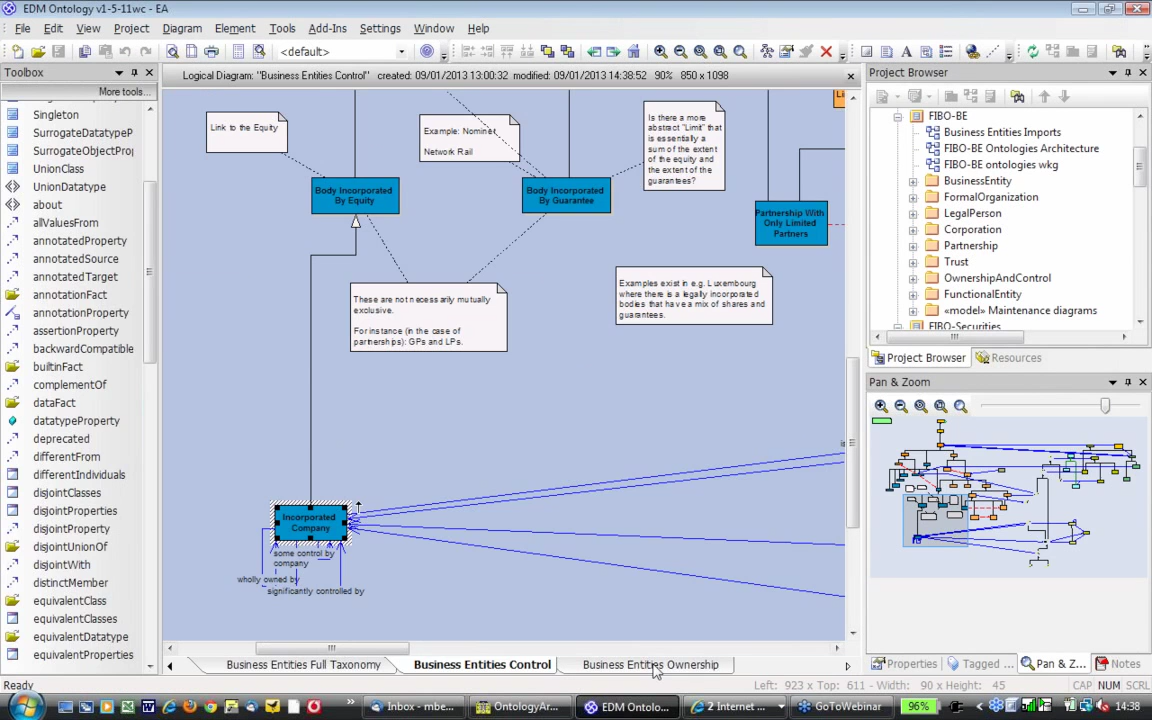 EDM Ontology v1-5-11wc - EA
File Edit View Project Diagram Element Tools Add-Ins Settings Window Help
<default>
Toolbox
More tools...
Singleton
SurrogateDatatypeP
SurrogateObjectProp
UnionClass
UnionDatatype
about
allValuesFrom
annotatedProperty
annotatedSource
annotatedTarget
annotationFact
annotationProperty
assertionProperty
backwardCompatible
builtinFact
complementOf
dataFact
datatypeProperty
deprecated
differentFrom
differentIndividuals
disjointClasses
disjointProperties
disjointProperty
disjointUnionOf
disjointWith
distinctMember
equivalentClass
equivalentClasses
equivalentDatatype
equivalentProperties
Logical Diagram: "Business Entities Control" created: 09/01/2013 13:00:32 modified: 09/01/2013 14:38:52 90% 850 x 1098
Link to the Equity
Example: Nominet
Network Rail
Is there a more
abstract "Limit" that
is essentially a
sum of the extent
of the equity and
the extent of the
guarantees?
Body Incorporated
By Equity
Body Incorporated
By Guarantee
Partnership With
Only Limited
Partners
These are not necessarily mutually
exclusive.
For instance (in the case of
partnerships): GPs and LPs.
Examples exist in e.g. Luxembourg
where there is a legally incorporated
bodies that have a mix of shares and
guarantees.
Incorporated
Company
some control by
company
wholly owned by
significantly controlled by
Business Entities Full Taxonomy
Business Entities Control
Business Entities Ownership
Project Browser
FIBO-BE
Business Entities Imports
FIBO-BE Ontologies Architecture
FIBO-BE ontologies wkg
BusinessEntity
FormalOrganization
LegalPerson
Corporation
Partnership
Trust
OwnershipAndControl
FunctionalEntity
«model» Maintenance diagrams
FIBO-Securities
Project Browser Resources
Pan & Zoom
Properties Tagged ... Pan & Z... Notes
Ready
Left: 923 x Top: 611 - Width: 90 x Height: 45
CAP NUM SCRL
Inbox - mbe...
OntologyAr...
EDM Ontolo...
2 Internet ...
GoToWebinar
96%
14:38